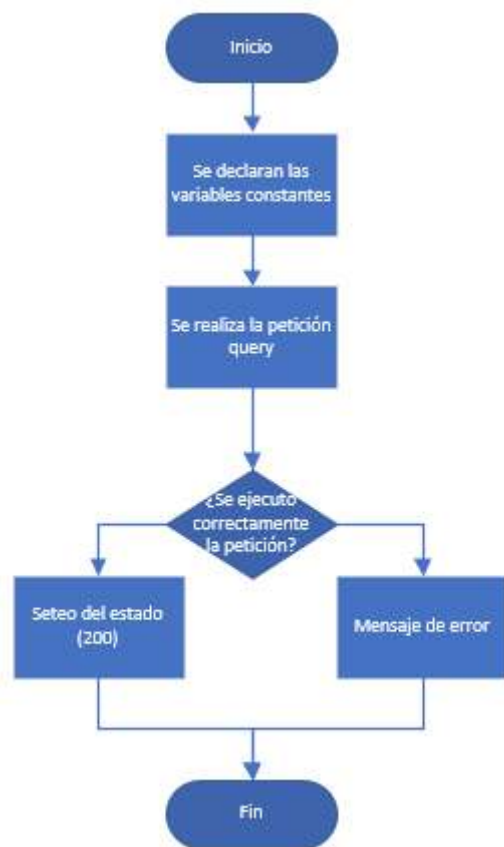 Inicio
Se declaran las
variables constantes
Se realiza la petición
query
¿Se ejecuto
correctamente
la petición?
Seteo del estado
(200)
Mensaje de error
Fin